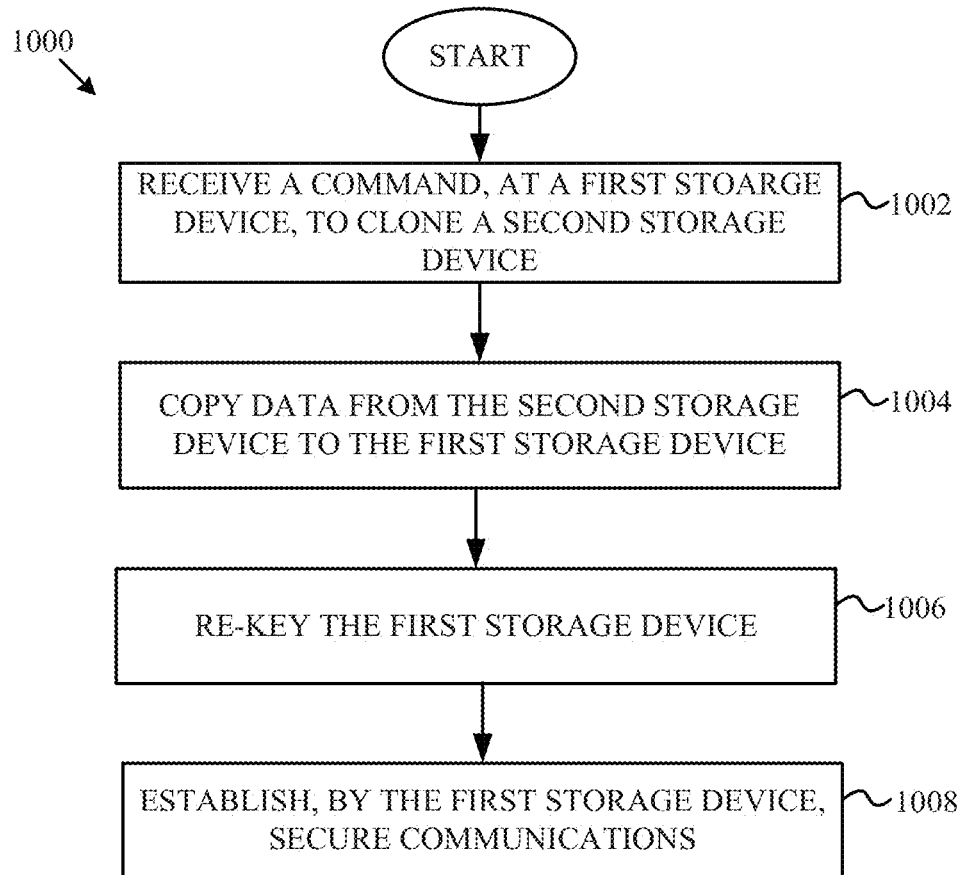 1000
START
RECEIVE A COMMAND, AT A FIRST STOARGE
DEVICE, TO CLONE A SECOND STORAGE
DEVICE
1002
COPY DATA FROM THE SECOND STORAGE
DEVICE TO THE FIRST STORAGE DEVICE
1004
RE-KEY THE FIRST STORAGE DEVICE
1006
ESTABLISH, BY THE FIRST STORAGE DEVICE,
SECURE COMMUNICATIONS
1008